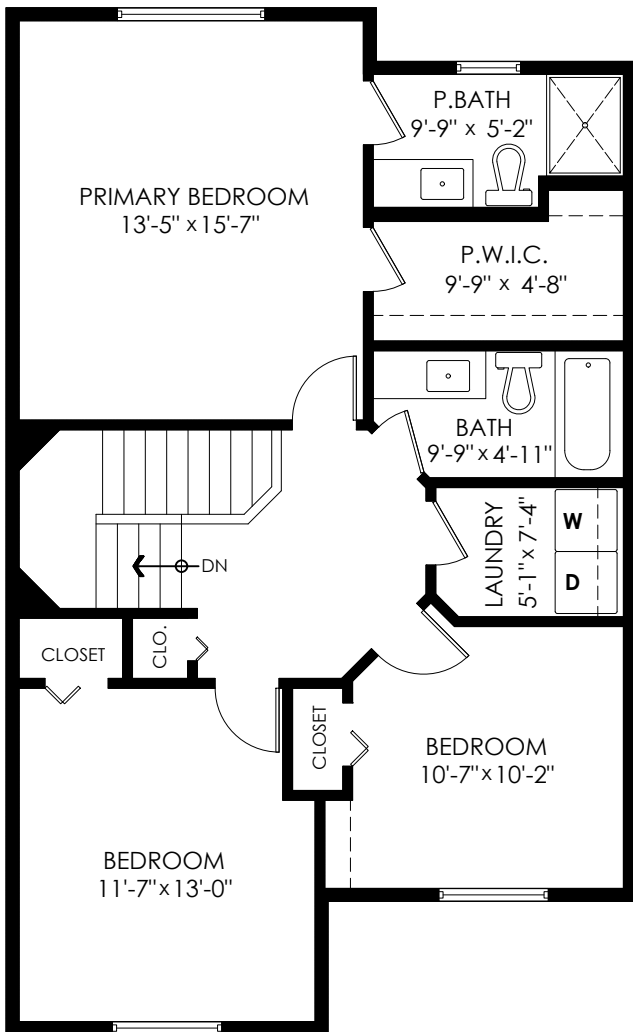 P.BATH
9'-9" x 5'-2"
PRIMARY BEDROOM
13'-5" x 15'-7"
P.W.I.C.
9'-9" x 4'-8"
BATH
9'-9" x 4'-11"
LAUNDRY
5'-1" x 7'-4"
W
D
DN
CLOSET
CLO.
CLOSET
BEDROOM
10'-7" x 10'-2"
BEDROOM
11'-7" x 13'-0"